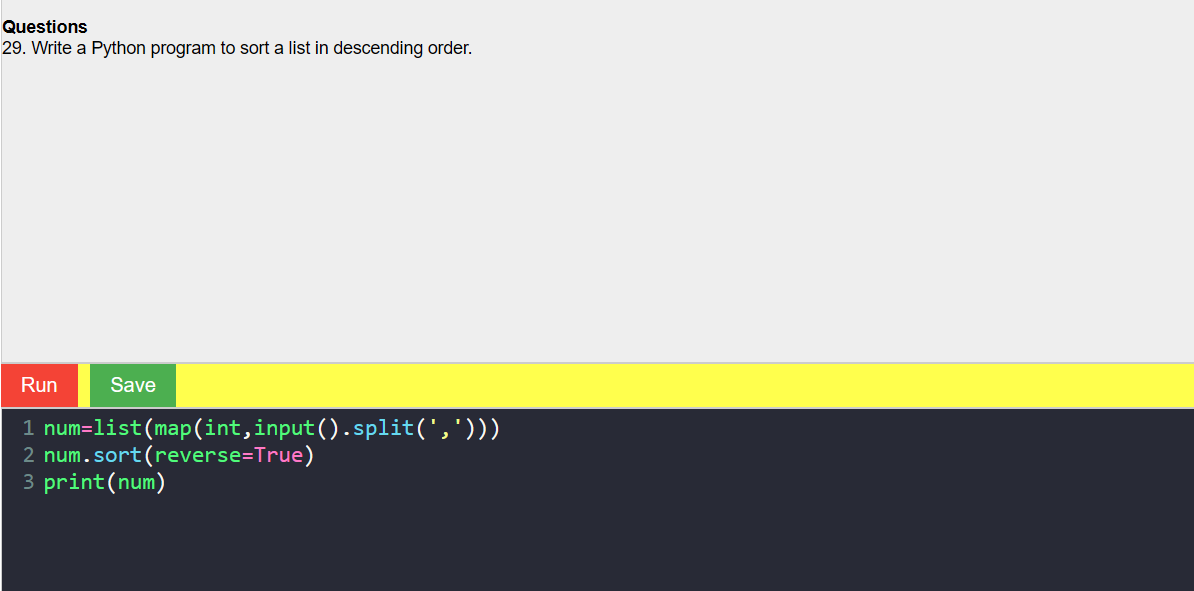 Questions
29. Write a Python program to sort a list in descending order.
Run Save
1 num=list(map(int,input().split(',')))
2 num.sort(reverse=True)
3 print(num)